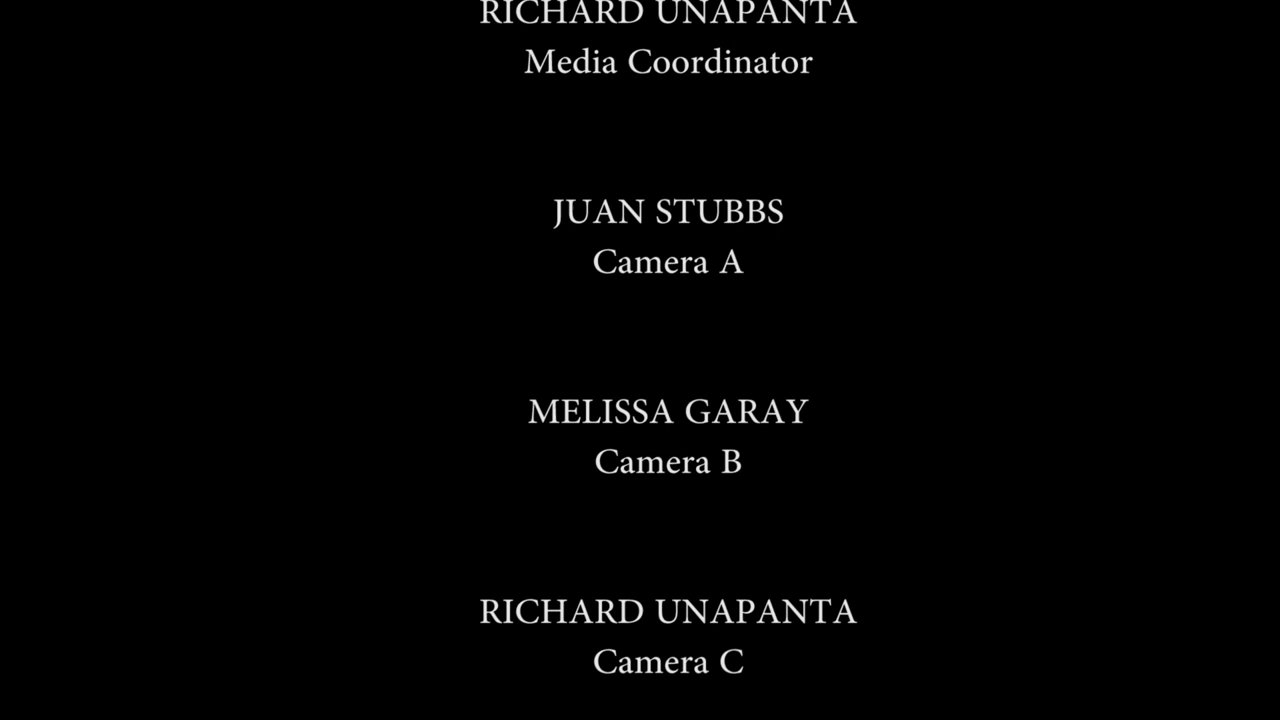 RICHARD UNAPANTA
Media Coordinator
JUAN STUBBS
Camera A
MELISSA GARAY
Camera B
RICHARD UNAPANTA
Camera C